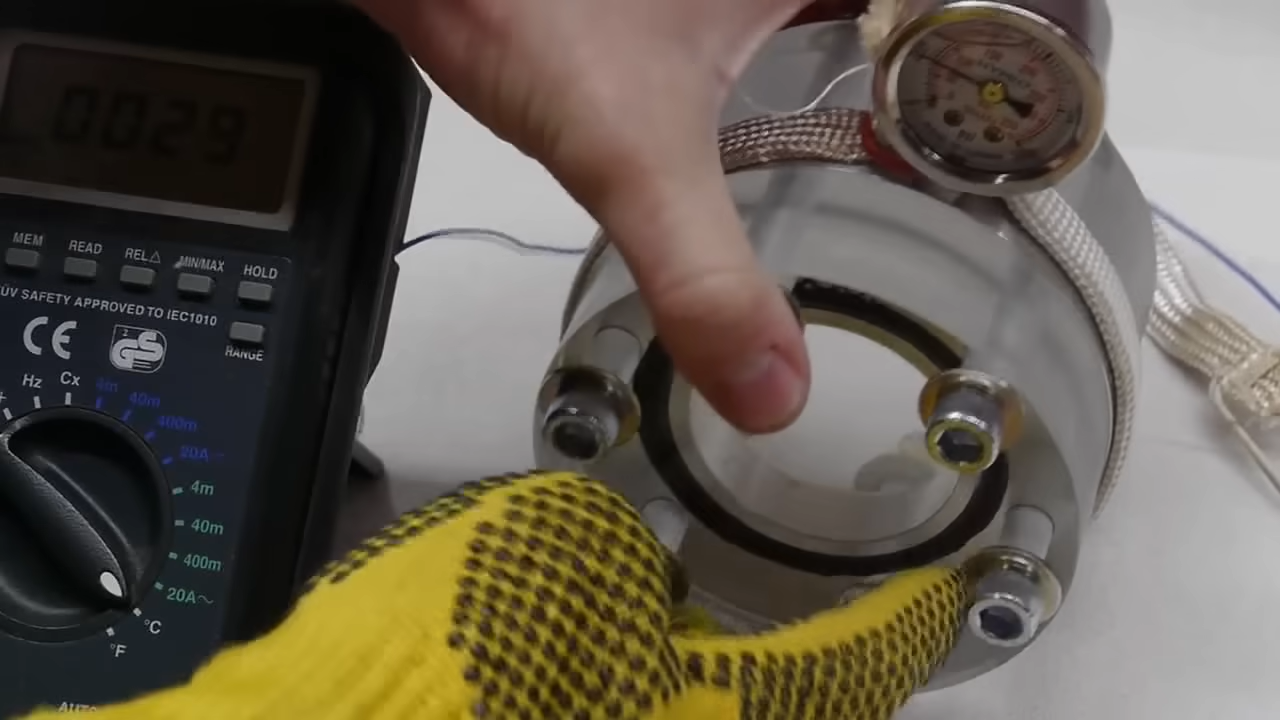 0029
MEM READ REL△ MIN/MAX HOLD
ÜV SAFETY APPROVED TO IEC1010
CE GS RANGE
Hz Cx 4m 40m 400m 20A
4m
40m
400m
20A~
°C
°F
AUTO